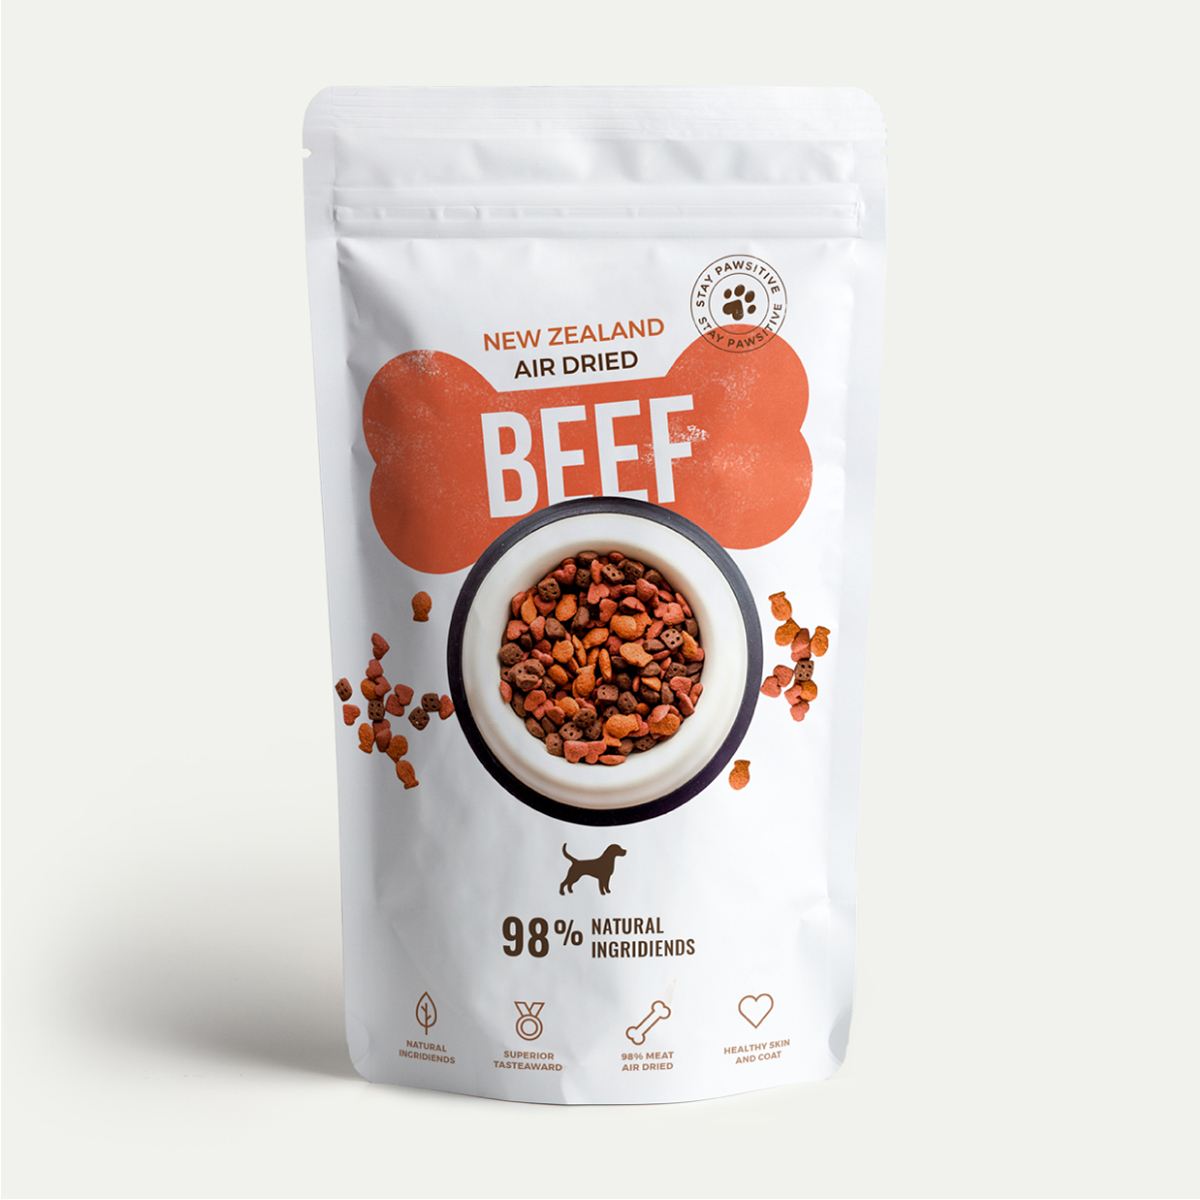 STAY PAWSITIVE
STAY PAWSITIVE
NEW ZEALAND
AIR DRIED
BEEF
98% NATURAL
INGRIDIENDS
NATURAL
INCRIDIENDS
SUPERIOR
TASTEAWARD
98% MEAT
AIR DRIED
HEALTHY SKIN
AND COAT